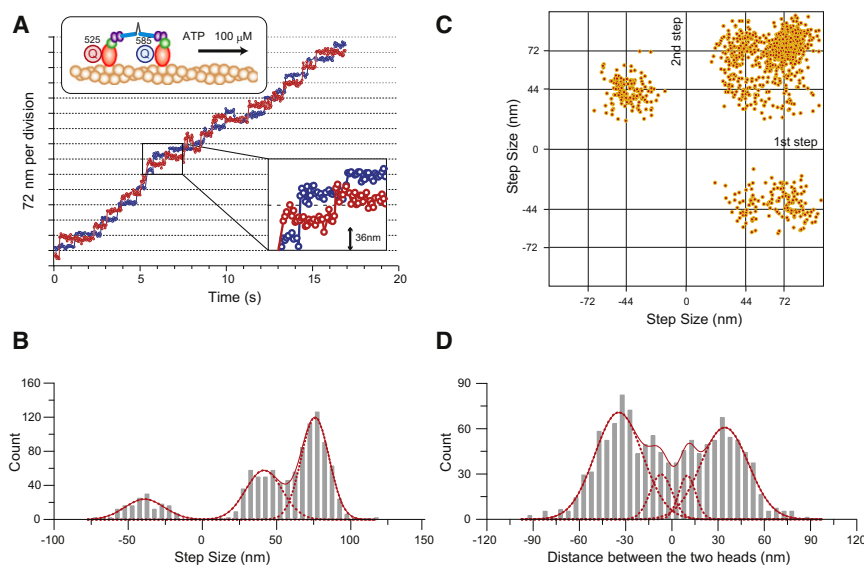 A
525
Q
585
Q
ATP 100 μM
72 nm per division
36nm
0
5
10
15
20
Time (s)
C
2nd step
1st step
72
44
0
-44
-72
Step Size (nm)
-72
-44
0
44
72
Step Size (nm)
B
160
120
80
40
0
Count
-100
-50
0
50
100
150
Step Size (nm)
D
90
60
30
0
Count
-120
-90
-60
-30
0
30
60
90
120
Distance between the two heads (nm)